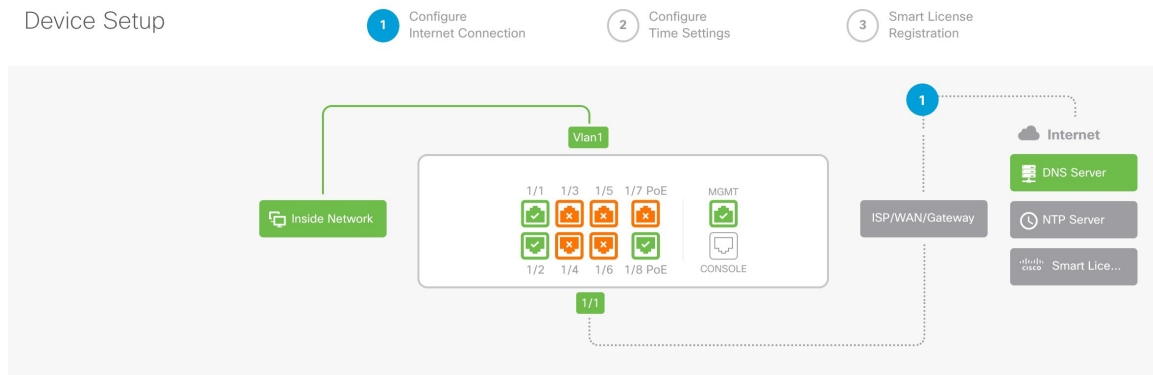 Device Setup
1
Configure
Internet Connection
2
Configure
Time Settings
3
Smart License
Registration
1
Internet
Vlan1
DNS Server
1/1 1/3 1/5 1/7 PoE MGMT
Inside Network
ISP/WAN/Gateway
NTP Server
1/2 1/4 1/6 1/8 PoE CONSOLE
CISCO Smart Lice...
1/1